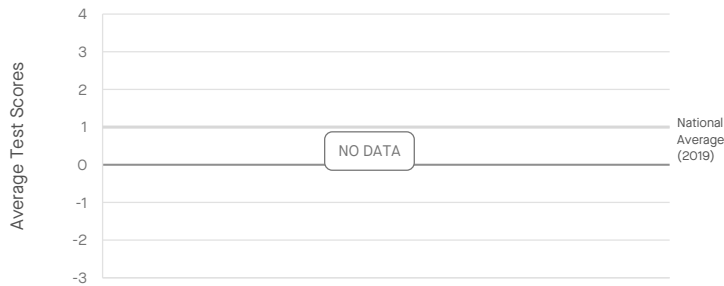 4
3
2
1
0
-1
-2
-3
Average Test Scores
NO DATA
National
Average
(2019)